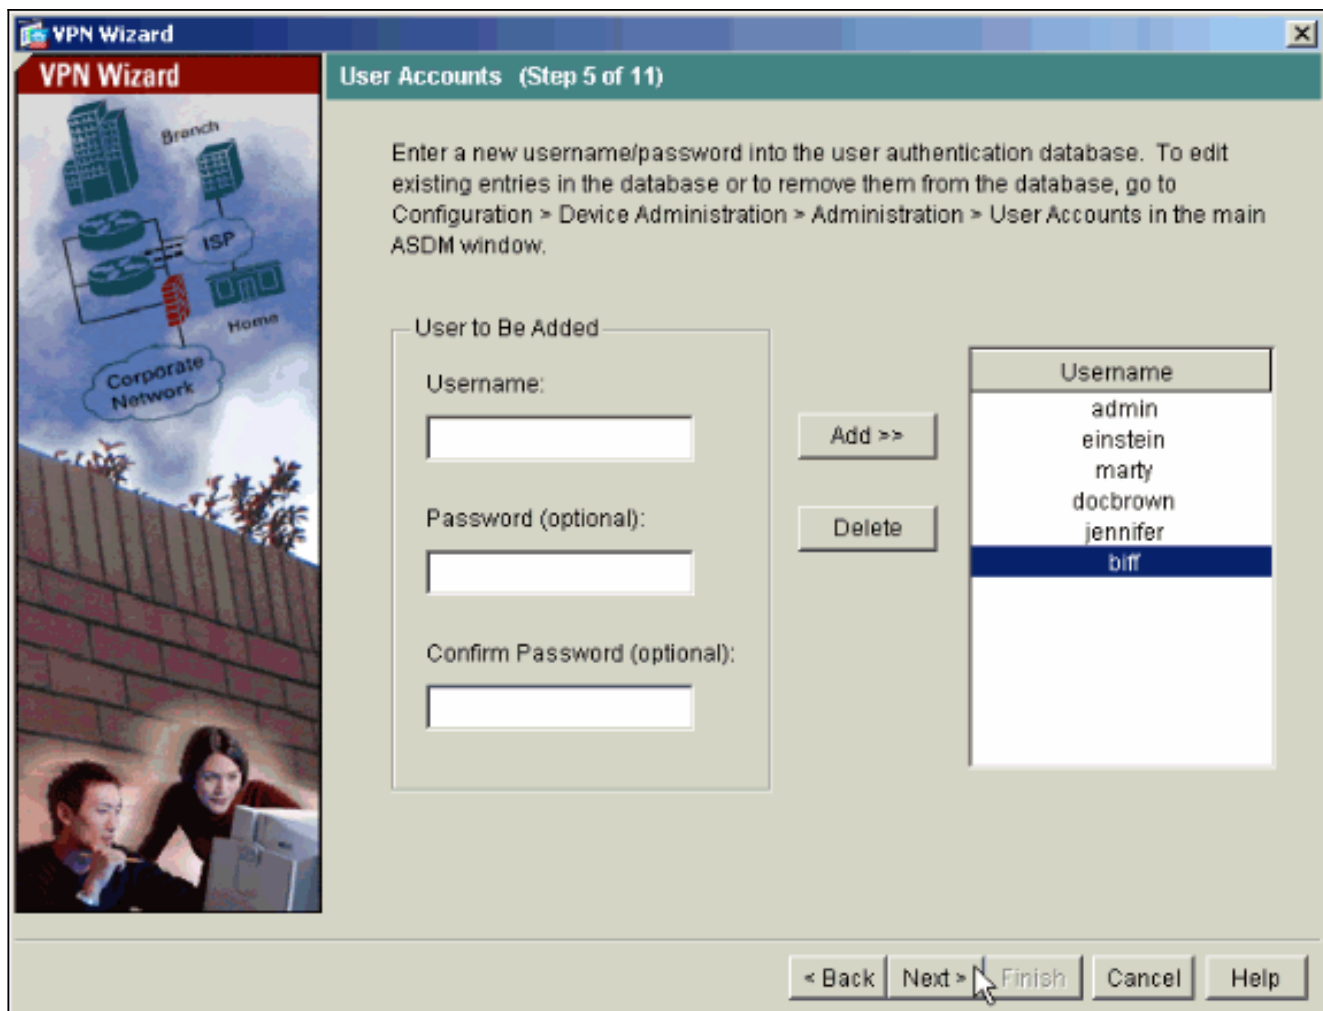 VPN Wizard
VPN Wizard
User Accounts (Step 5 of 11)
Branch
ISP
Home
Corporate
Network
Enter a new username/password into the user authentication database. To edit
existing entries in the database or to remove them from the database, go to
Configuration > Device Administration > Administration > User Accounts in the main
ASDM window.
User to Be Added
Username:
Password (optional):
Confirm Password (optional):
Add >>
Delete
Username
admin
einstein
marty
docbrown
jennifer
biff
< Back
Next >
Finish
Cancel
Help